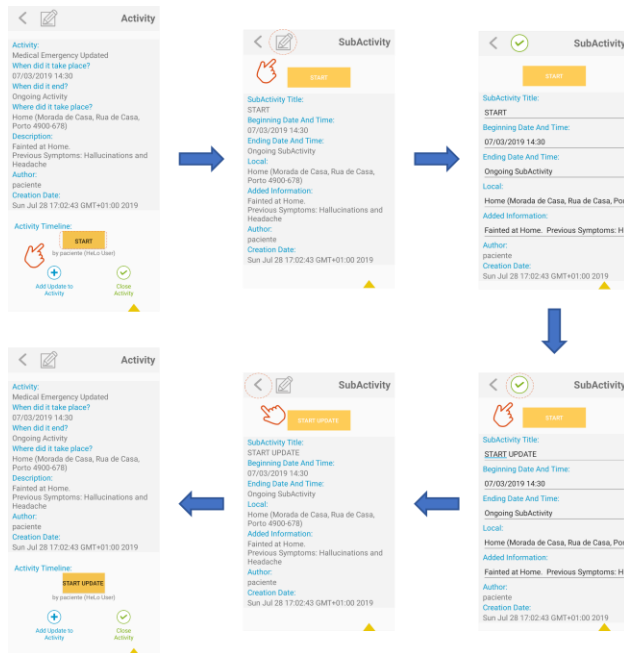 Activity
Activity:
Medical Emergency Updated
When did it take place?
07/03/2019 14:30
When did it end?
Ongoing Activity
Where did it take place?
Home (Morada de Casa, Rua de Casa,
Porto 4900-678)
Description:
Fainted at Home.
Previous Symptoms: Hallucinations and
Headache
Author:
paciente
Creation Date:
Sun Jul 28 17:02:43 GMT+01:00 2019
Activity Timeline:
START
by paciente (HeLo User)
Add Update to
Activity
Close
Activity
SubActivity
START
SubActivity Title:
START
Beginning Date And Time:
07/03/2019 14:30
Ending Date And Time:
Ongoing SubActivity
Local:
Home (Morada de Casa, Rua de Casa,
Porto 4900-678)
Added Information:
Fainted at Home.
Previous Symptoms: Hallucinations and
Headache
Author:
paciente
Creation Date:
Sun Jul 28 17:02:43 GMT+01:00 2019
SubActivity
START
SubActivity Title:
START
Beginning Date And Time:
07/03/2019 14:30
Ending Date And Time:
Ongoing SubActivity
Local:
Home (Morada de Casa, Rua de Casa, Por
Added Information:
Fainted at Home. Previous Symptoms: H
Author:
paciente
Creation Date:
Sun Jul 28 17:02:43 GMT+01:00 2019
SubActivity
START
SubActivity Title:
START UPDATE
Beginning Date And Time:
07/03/2019 14:30
Ending Date And Time:
Ongoing SubActivity
Local:
Home (Morada de Casa, Rua de Casa, Por
Added Information:
Fainted at Home. Previous Symptoms: H
Author:
paciente
Creation Date:
Sun Jul 28 17:02:43 GMT+01:00 2019
SubActivity
START UPDATE
SubActivity Title:
START UPDATE
Beginning Date And Time:
07/03/2019 14:30
Ending Date And Time:
Ongoing SubActivity
Local:
Home (Morada de Casa, Rua de Casa,
Porto 4900-678)
Added Information:
Fainted at Home.
Previous Symptoms: Hallucinations and
Headache
Author:
paciente
Creation Date:
Sun Jul 28 17:02:43 GMT+01:00 2019
Activity
Activity:
Medical Emergency Updated
When did it take place?
07/03/2019 14:30
When did it end?
Ongoing Activity
Where did it take place?
Home (Morada de Casa, Rua de Casa,
Porto 4900-678)
Description:
Fainted at Home.
Previous Symptoms: Hallucinations and
Headache
Author:
paciente
Creation Date:
Sun Jul 28 17:02:43 GMT+01:00 2019
Activity Timeline:
START UPDATE
by paciente (HeLo User)
Add Update to
Activity
Close
Activity